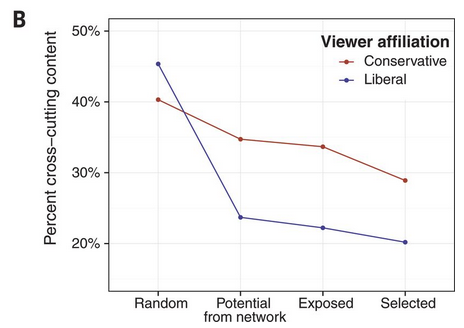 B
Percent cross−cutting content
50%
40%
30%
20%
Viewer affiliation
Conservative
Liberal
Random
Potential
from network
Exposed
Selected